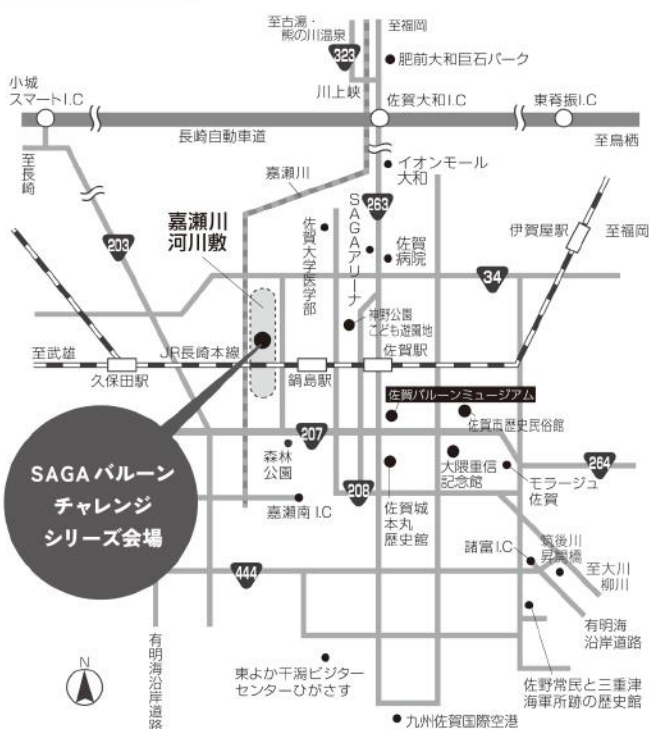 至古湯・
熊の川温泉
至福岡
323
肥前大和巨石パーク
小城
スマートI.C
川上峡
佐賀大和I.C
東脊振I.C
長崎自動車道
至鳥栖
至長崎
嘉瀬川
イオンモール
大和
263
203
嘉瀬川
河川敷
佐賀大学医学部
SAGAアリーナ
佐賀
病院
伊賀屋駅
至福岡
34
神野公園
こども遊園地
至武雄
JR長崎本線
佐賀駅
久保田駅
鍋島駅
佐賀バルーンミュージアム
佐賀市歴史民俗館
207
SAGAバルーン
チャレンジ
シリーズ会場
森林
公園
大隈重信
記念館
モラージュ
佐賀
264
208
嘉瀬南I.C
佐賀城
本丸
歴史館
諸富I.C
筑後川
昇開橋
至大川
柳川
444
有明海
沿岸道路
有明海沿岸道路
N
東よか干潟ビジター
センターひがさす
佐野常民と三重津
海軍所跡の歴史館
九州佐賀国際空港